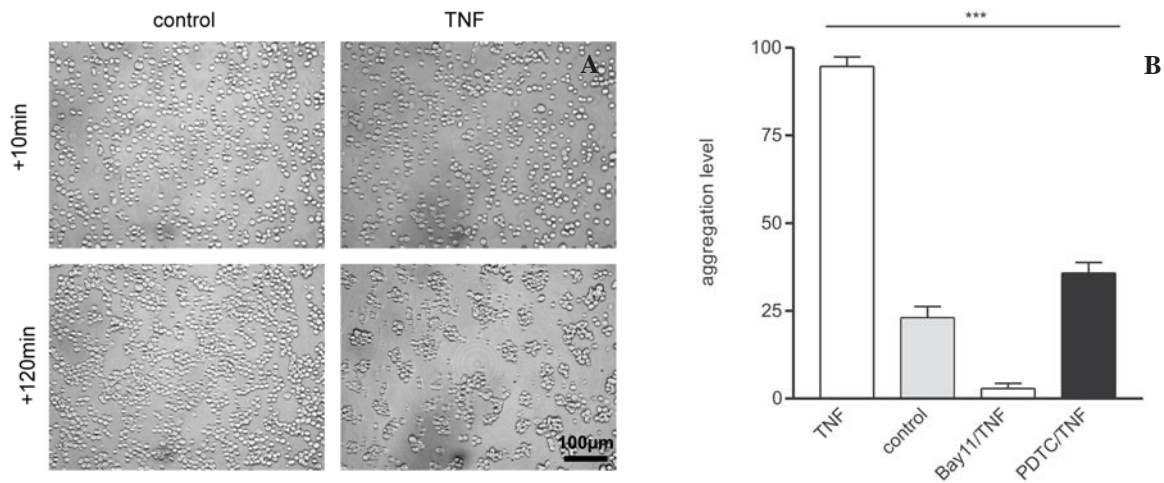 control
TNF
A
+10min
+120min
100µm
B
***
100
75
50
25
0
aggregation level
TNF
control
Bay11/TNF
PDTC/TNF